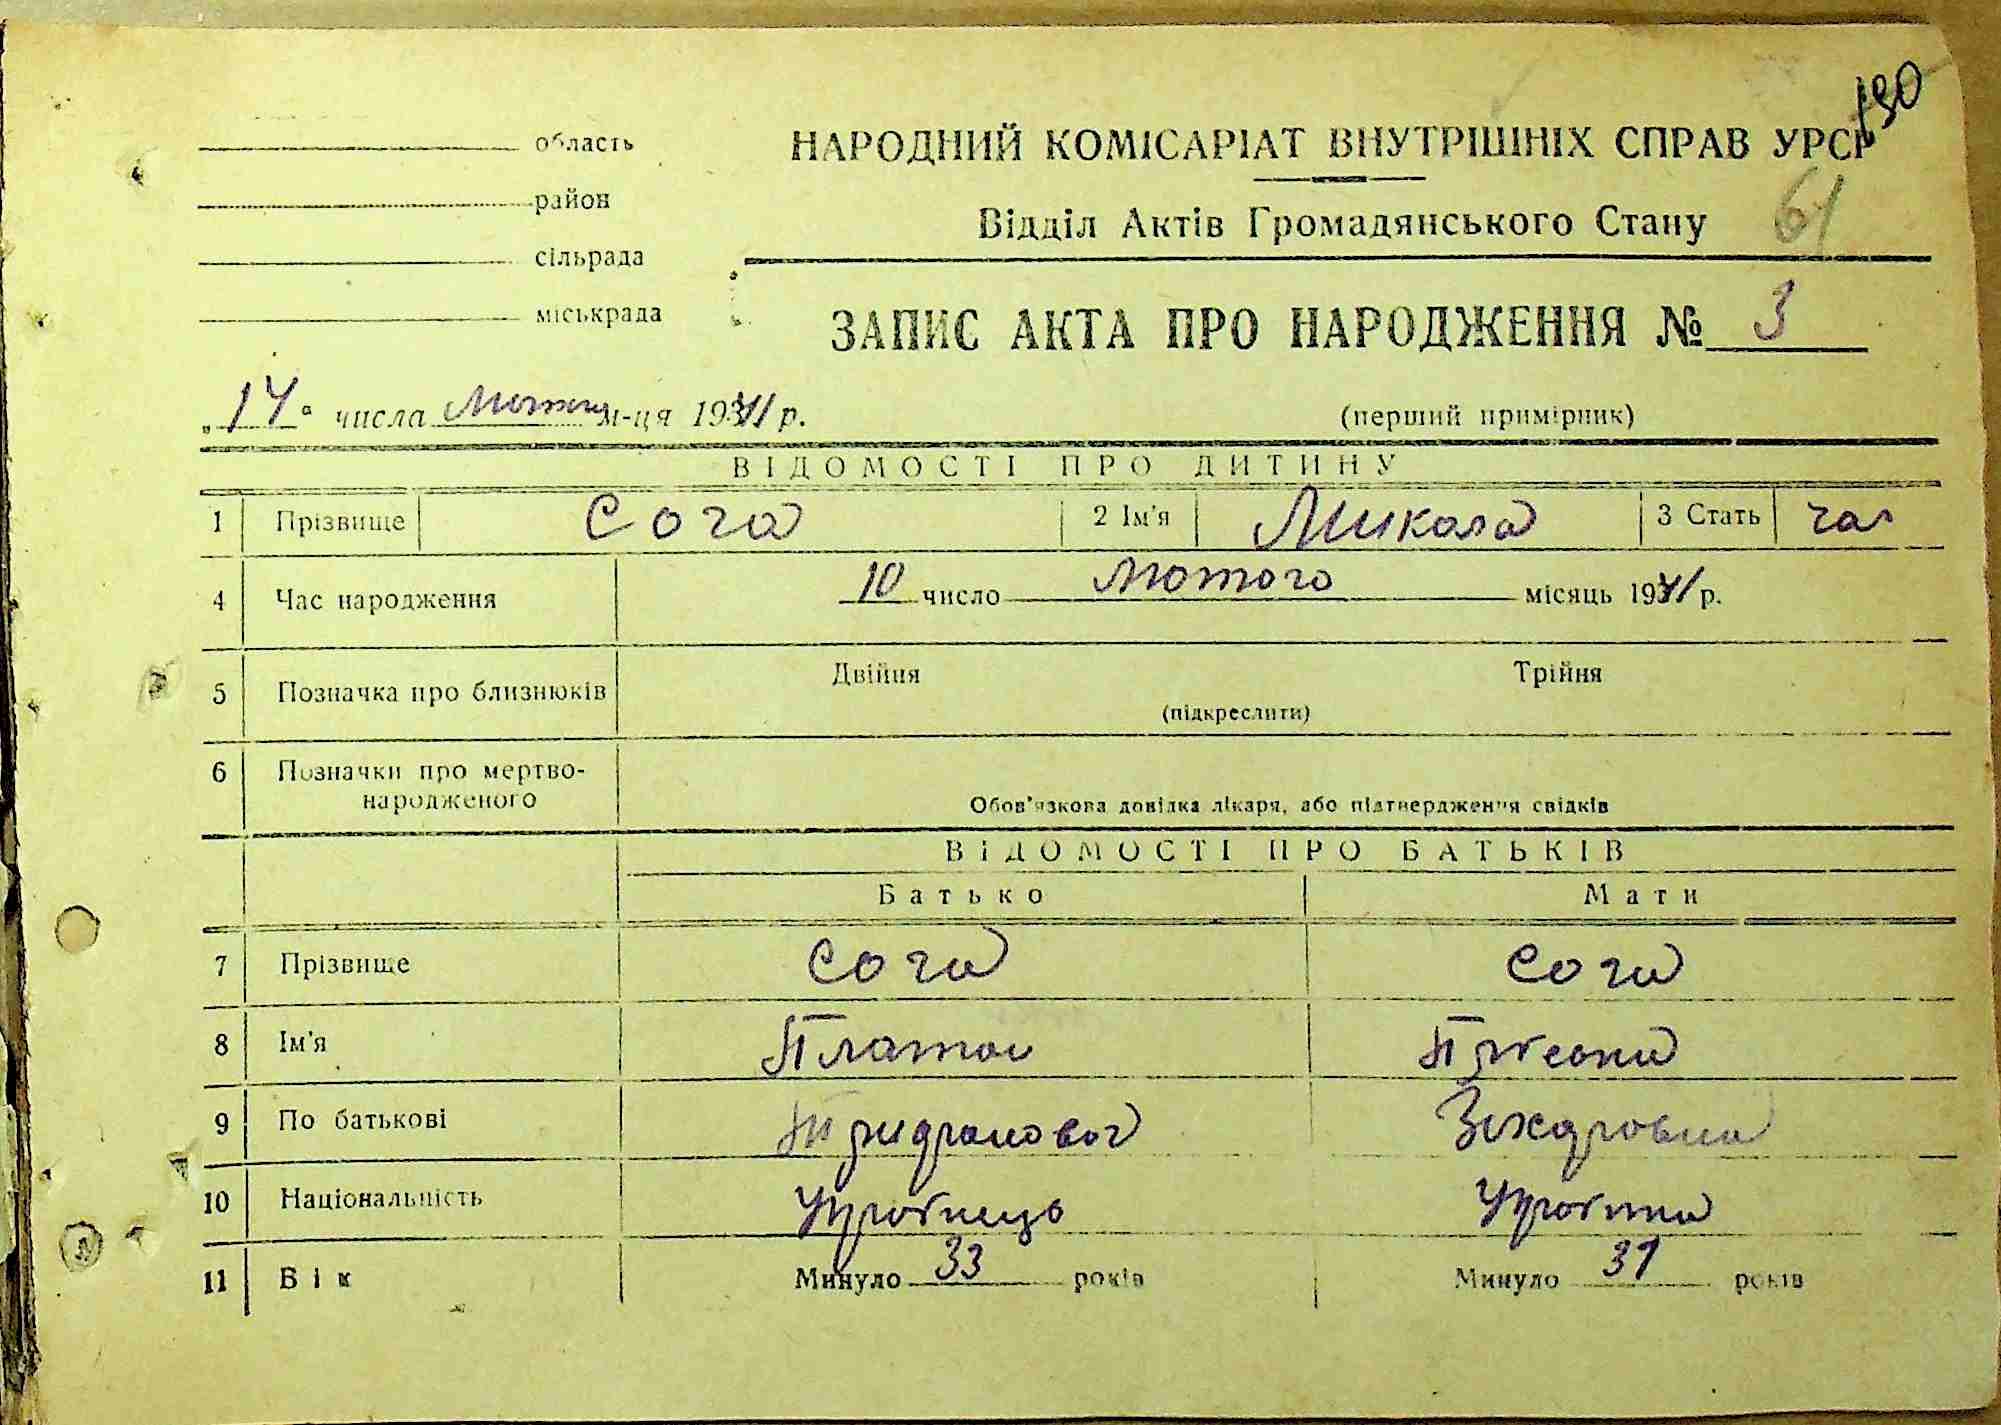 190
область НАРОДНИЙ КОМІСАРІАТ ВНУТРІШНІХ СПРАВ УРСР
район
Відділ Актів Громадянського Стану 61
сільрада
міськрада
ЗАПИС АКТА ПРО НАРОДЖЕННЯ № 3
„14" числа Лютого м-ця 1941 р. (перший примірник)
ВІДОМОСТІ ПРО ДИТИНУ
1 Прізвище Сога 2 Ім'я Микола 3 Стать чол
4 Час народження 10 число Лютого місяць 1941 р.
5 Позначка про близнюків Двійня Трійня
(підкреслити)
6 Позначки про мертво-
народженого Обов'язкова довідка лікаря, або підтвердження свідків
ВІДОМОСТІ ПРО БАТЬКІВ
Батько Мати
7 Прізвище Сога Сога
8 Ім'я Платон
9 По батькові Захаровна
10 Національність Українець Українка
11 Вік Минуло 33 років Минуло 31 років